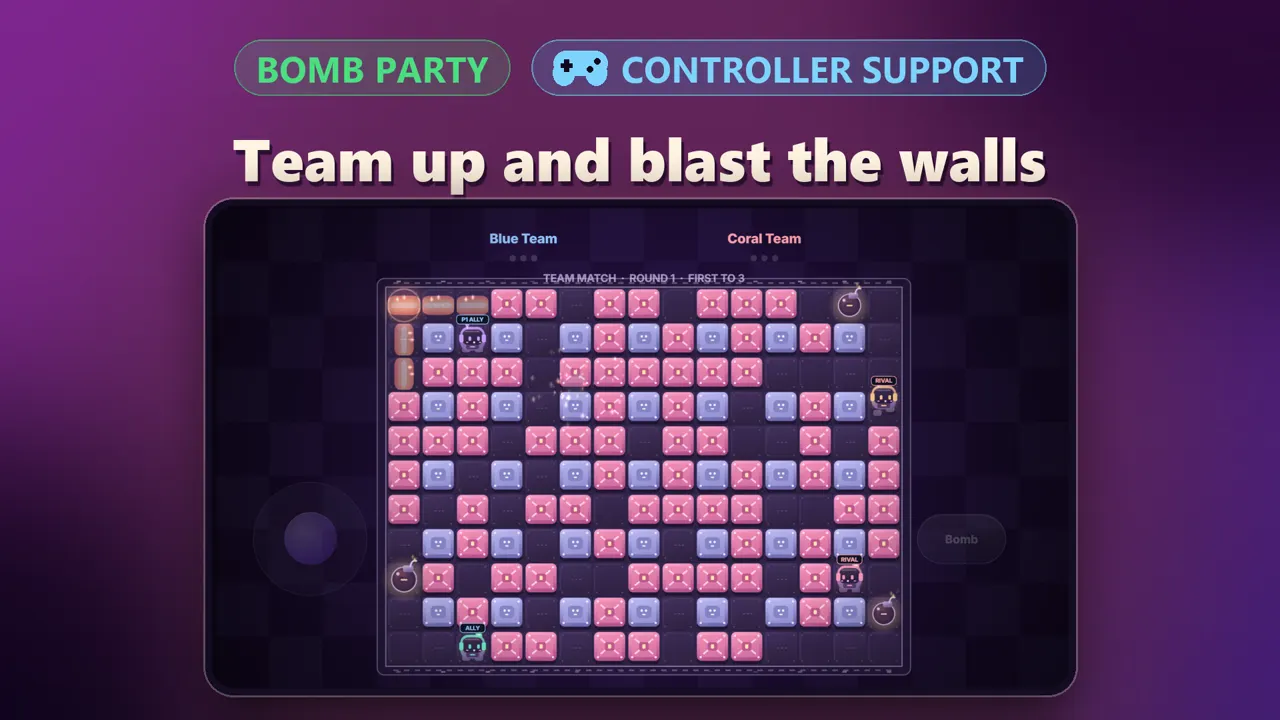 BOMB PARTY
CONTROLLER SUPPORT
Team up and blast the walls
Blue Team
Coral Team
TEAM MATCH · ROUND 1 · FIRST TO 3
P1 ALLY
RIVAL
Bomb
RIVAL
ALLY